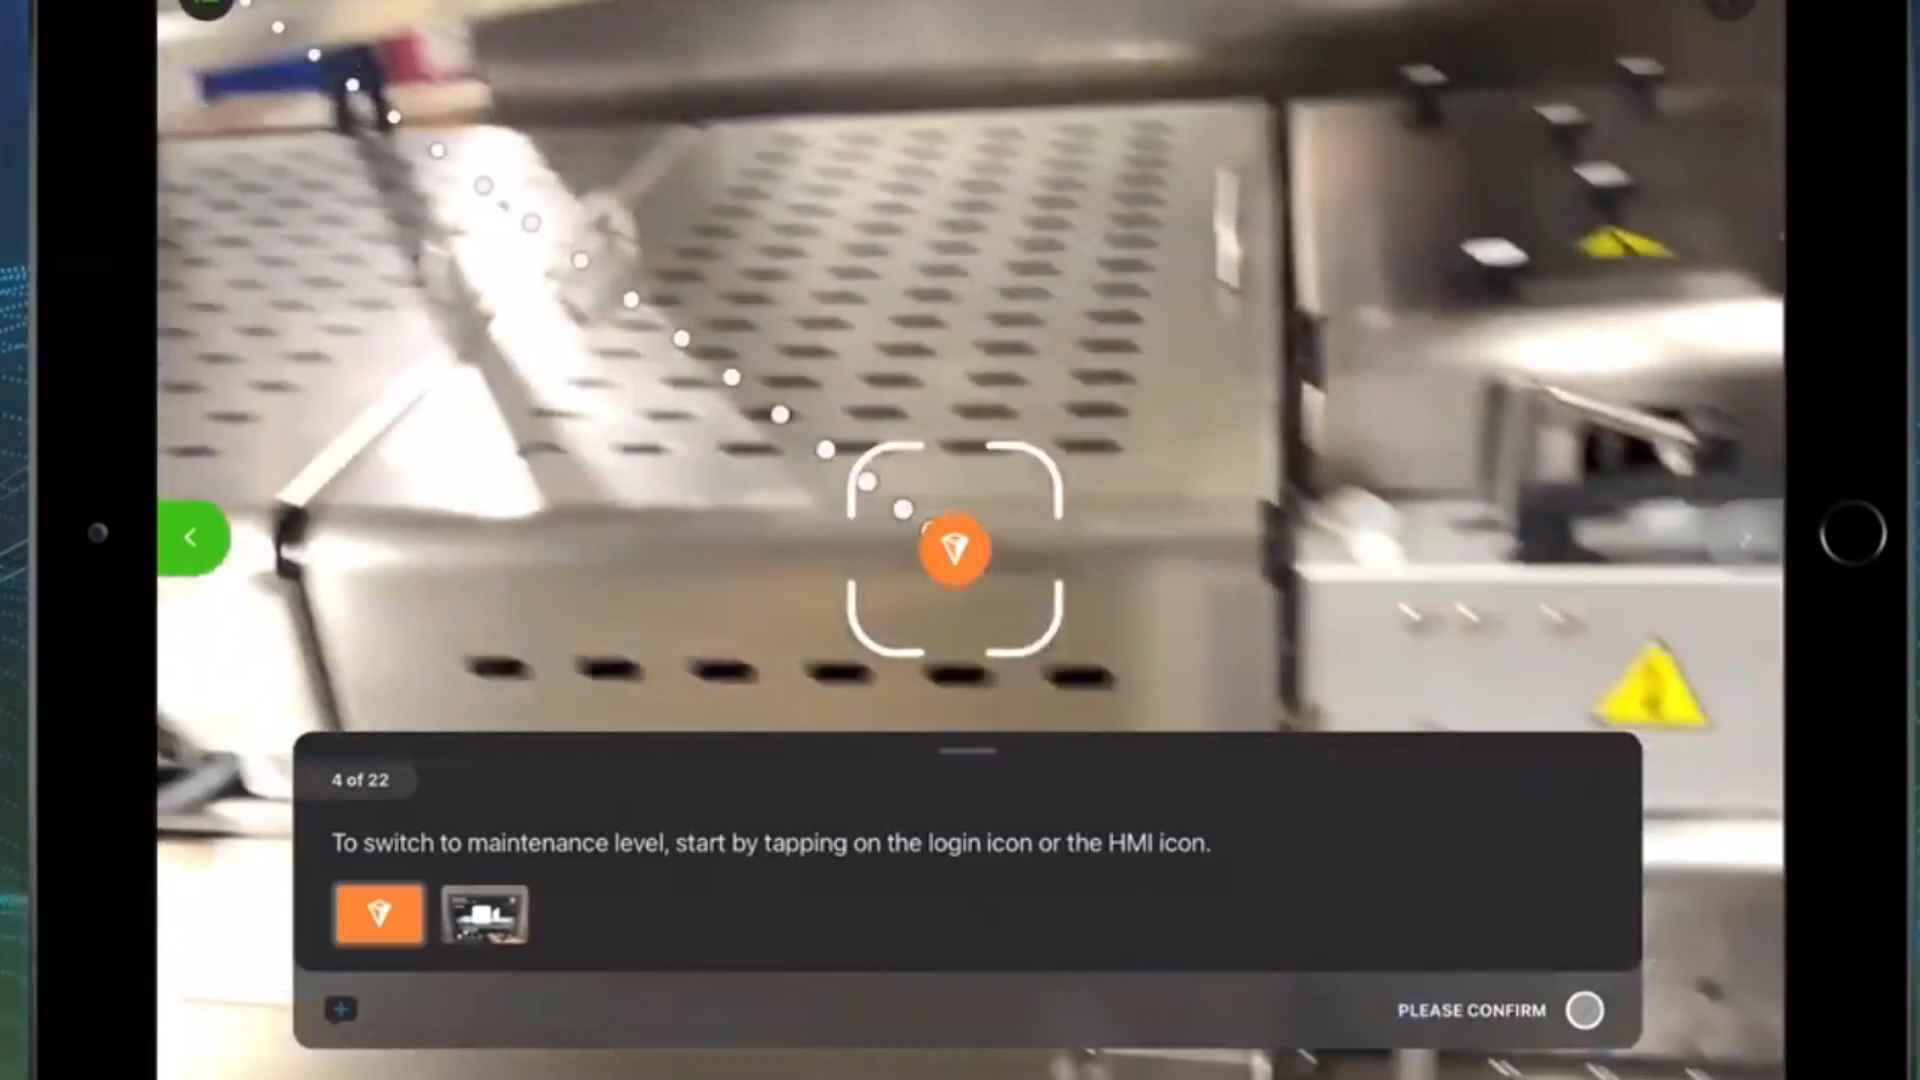 4 of 22
To switch to maintenance level, start by tapping on the login icon or the HMI icon.
PLEASE CONFIRM